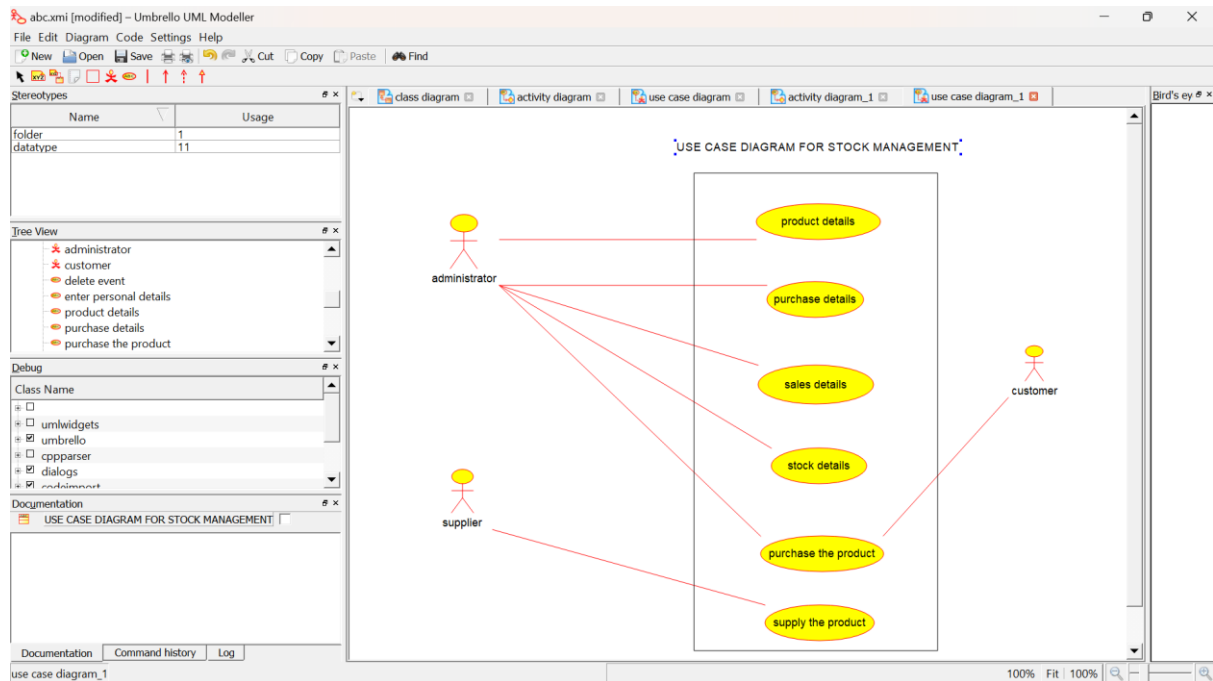 abc.xmi [modified] – Umbrello UML Modeller
File Edit Diagram Code Settings Help
New Open Save Cut Copy Paste Find
Stereotypes
Name Usage
folder 1
datatype 11
Tree View
administrator
customer
delete event
enter personal details
product details
purchase details
purchase the product
Debug
Class Name
umlwidgets
umbrello
cppparser
dialogs
codeimport
Documentation
USE CASE DIAGRAM FOR STOCK MANAGEMENT
Documentation Command history Log
use case diagram_1
class diagram activity diagram use case diagram activity diagram_1 use case diagram_1
USE CASE DIAGRAM FOR STOCK MANAGEMENT
product details
administrator
purchase details
sales details
customer
stock details
supplier
purchase the product
supply the product
Bird's ey
100% Fit 100%